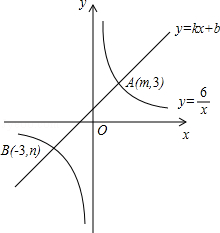 y
y=kx+b
A(m,3)
y=6/x
O
x
B(-3,n)